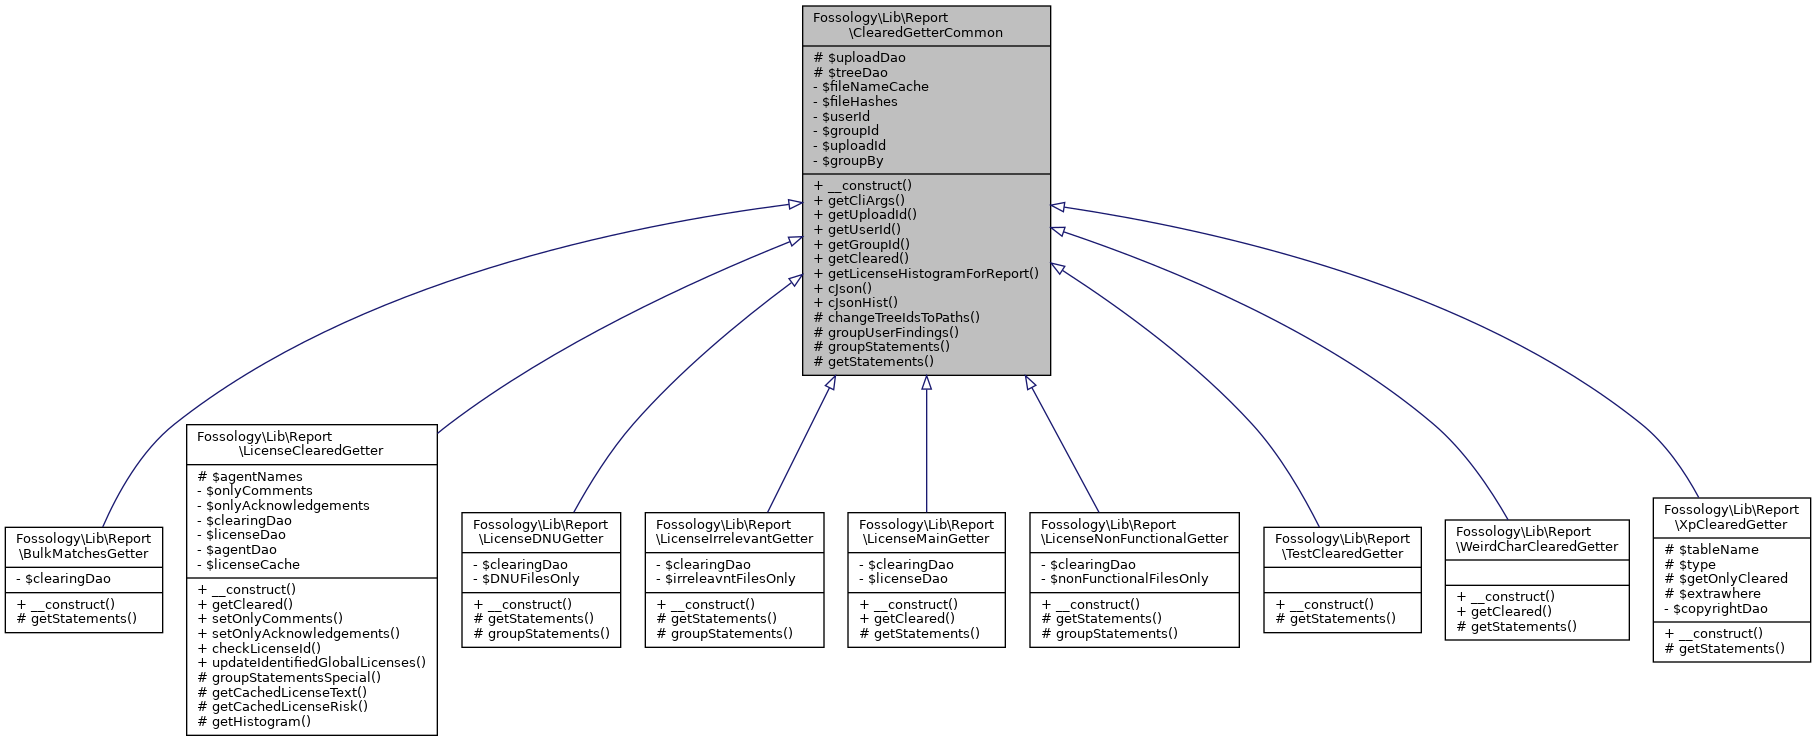 Fossology\Lib\Report
\ClearedGetterCommon
# $uploadDao
# $treeDao
- $fileNameCache
- $fileHashes
- $userId
- $groupId
- $uploadId
- $groupBy
+ __construct()
+ getCliArgs()
+ getUploadId()
+ getUserId()
+ getGroupId()
+ getCleared()
+ getLicenseHistogramForReport()
+ cJson()
+ cJsonHist()
# changeTreeIdsToPaths()
# groupUserFindings()
# groupStatements()
# getStatements()
Fossology\Lib\Report
\BulkMatchesGetter
- $clearingDao
+ __construct()
# getStatements()
Fossology\Lib\Report
\LicenseClearedGetter
# $agentNames
- $onlyComments
- $onlyAcknowledgements
- $clearingDao
- $licenseDao
- $agentDao
- $licenseCache
+ __construct()
+ getCleared()
+ setOnlyComments()
+ setOnlyAcknowledgements()
+ checkLicenseId()
+ updateIdentifiedGlobalLicenses()
# groupStatementsSpecial()
# getCachedLicenseText()
# getCachedLicenseRisk()
# getHistogram()
Fossology\Lib\Report
\LicenseDNUGetter
- $clearingDao
- $DNUFilesOnly
+ __construct()
# getStatements()
# groupStatements()
Fossology\Lib\Report
\LicenseIrrelevantGetter
- $clearingDao
- $irreleavntFilesOnly
+ __construct()
# getStatements()
# groupStatements()
Fossology\Lib\Report
\LicenseMainGetter
- $clearingDao
- $licenseDao
+ __construct()
+ getCleared()
# getStatements()
Fossology\Lib\Report
\LicenseNonFunctionalGetter
- $clearingDao
- $nonFunctionalFilesOnly
+ __construct()
# getStatements()
# groupStatements()
Fossology\Lib\Report
\TestClearedGetter
+ __construct()
# getStatements()
Fossology\Lib\Report
\WeirdCharClearedGetter
+ __construct()
+ getCleared()
# getStatements()
Fossology\Lib\Report
\XpClearedGetter
# $tableName
# $type
# $getOnlyCleared
# $extrawhere
- $copyrightDao
+ __construct()
# getStatements()